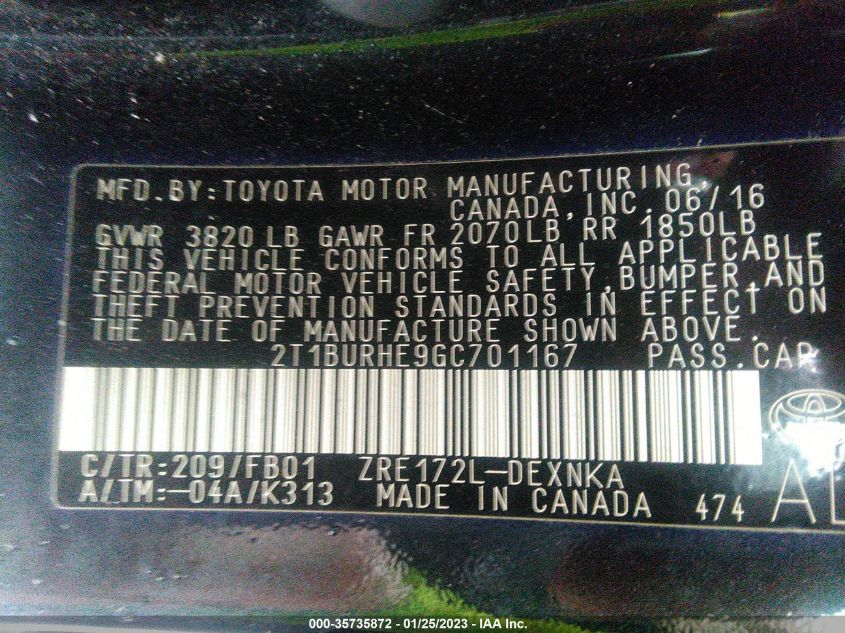 MFD.BY:TOYOTA MOTOR MANUFACTURING,
CANADA,INC. 06/16
GVWR 3820 LB GAWR FR 2070LB RR 1850LB
THIS VEHICLE CONFORMS TO ALL APPLICABLE
FEDERAL MOTOR VEHICLE SAFETY,BUMPER,AND
THEFT PREVENTION STANDARDS IN EFFECT ON
THE DATE OF MANUFACTURE SHOWN ABOVE.
2T1BURHE9GC701167 PASS.CAR
C/TR:209/FB01 ZRE172L-DEXNKA
A/TM:-04A/K313 MADE IN CANADA 474
000-35735872 - 01/25/2023 - IAA Inc.